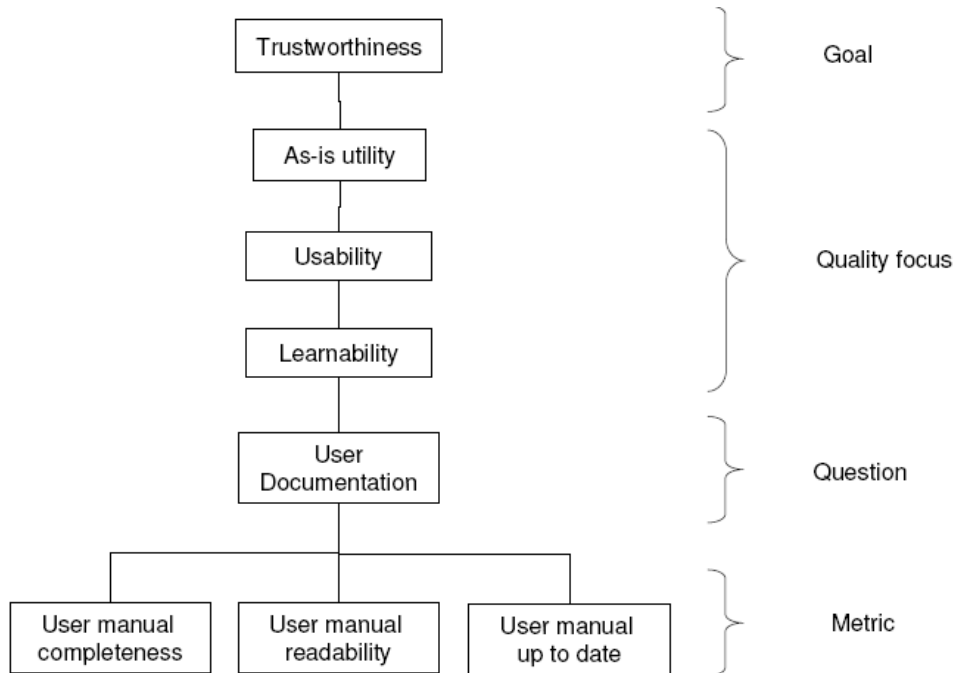 Trustworthiness
Goal
As-is utility
Usability
Quality focus
Learnability
User
Documentation
Question
User manual
completeness
User manual
readability
User manual
up to date
Metric